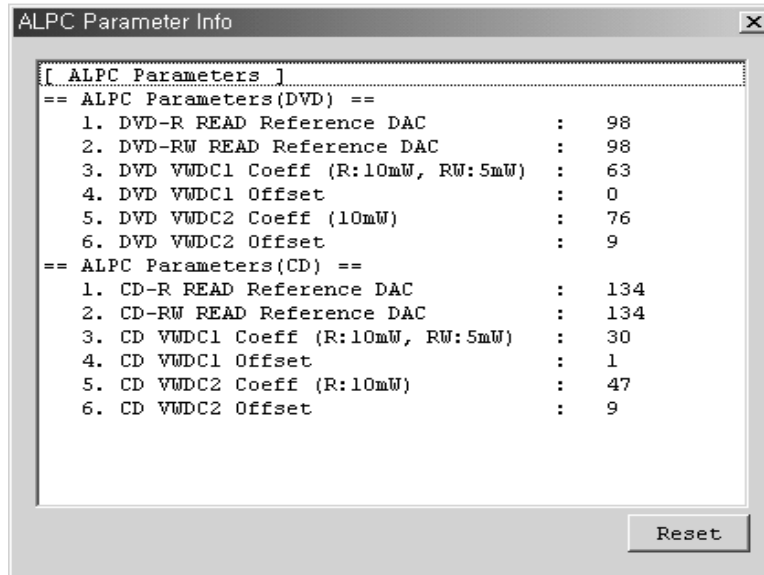 ALPC Parameter Info
[ ALPC Parameters ]
== ALPC Parameters(DVD) ==
1. DVD-R READ Reference DAC : 98
2. DVD-RW READ Reference DAC : 98
3. DVD VWDC1 Coeff (R:10mW, RW:5mW) : 63
4. DVD VWDC1 Offset : 0
5. DVD VWDC2 Coeff (10mW) : 76
6. DVD VWDC2 Offset : 9
== ALPC Parameters(CD) ==
1. CD-R READ Reference DAC : 134
2. CD-RW READ Reference DAC : 134
3. CD VWDC1 Coeff (R:10mW, RW:5mW) : 30
4. CD VWDC1 Offset : 1
5. CD VWDC2 Coeff (R:10mW) : 47
6. CD VWDC2 Offset : 9
Reset